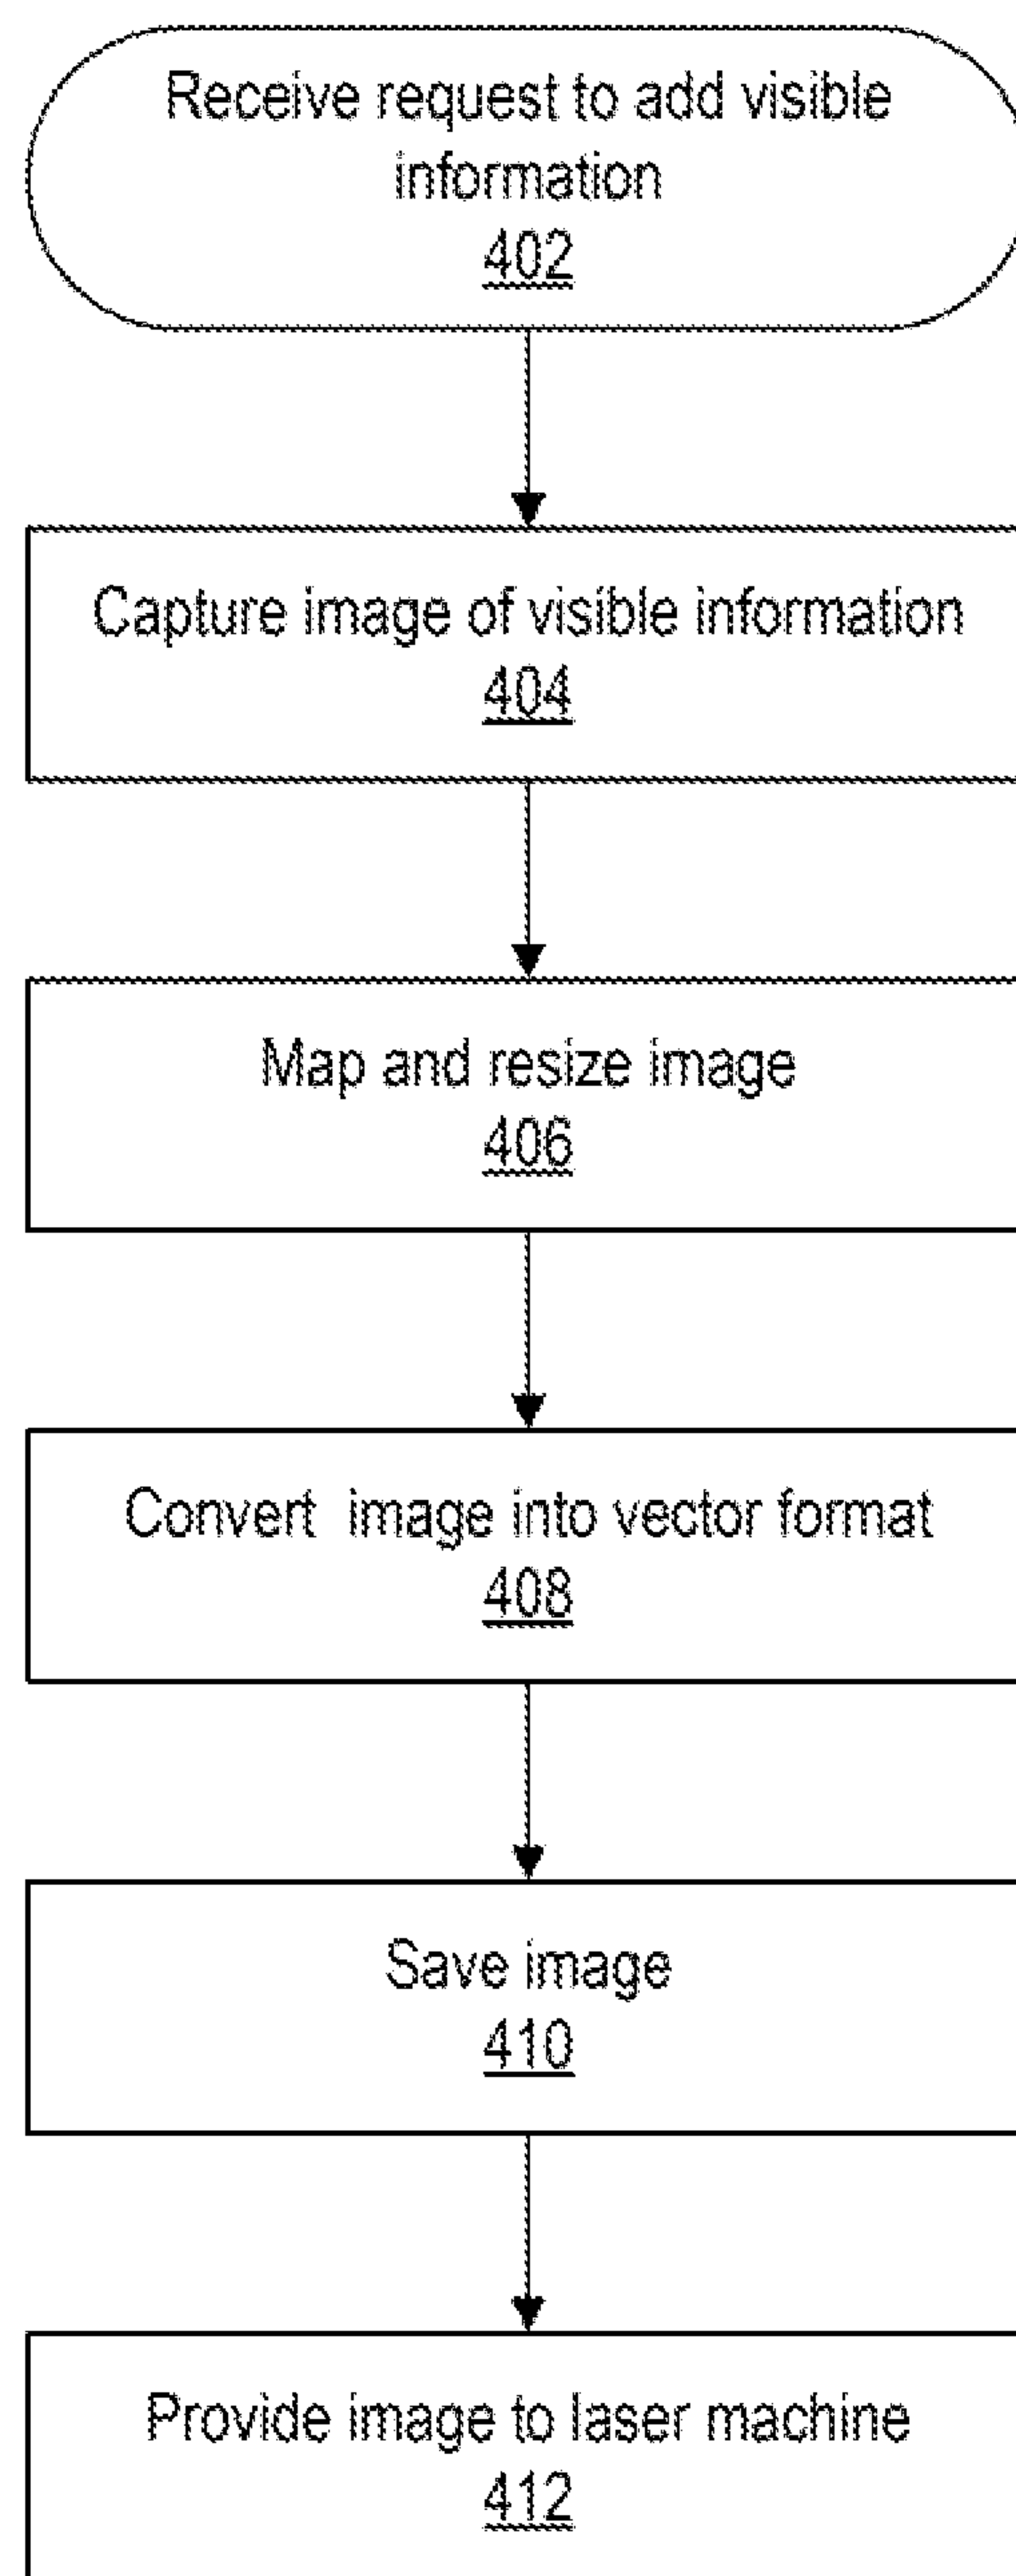 Receive request to add visible
information
402
Capture image of visible information
404
Map and resize image
406
Convert image into vector format
408
Save image
410
Provide image to laser machine
412